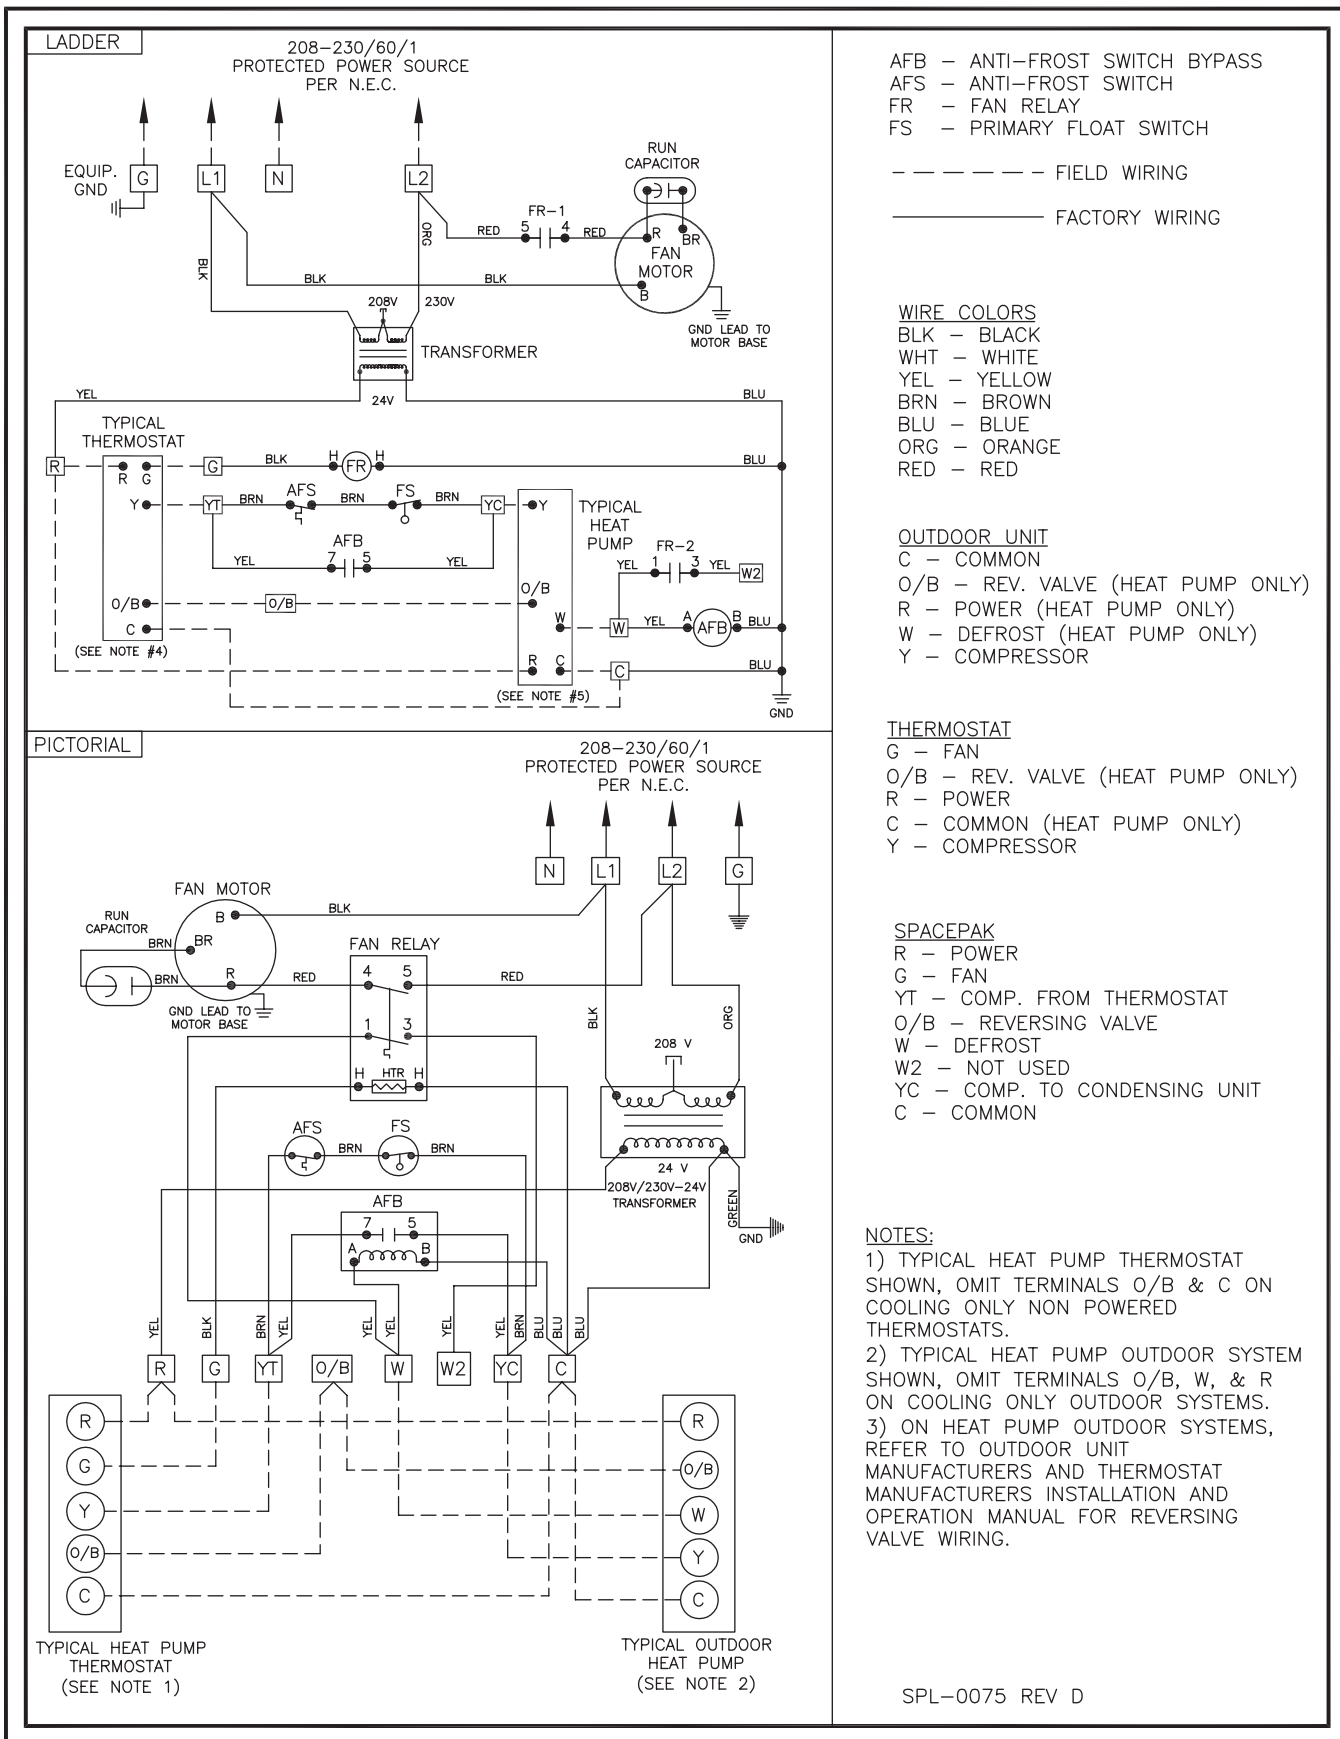 LADDER
208-230/60/1
PROTECTED POWER SOURCE
PER N.E.C.
EQUIP.
GND
G
L1
N
L2
RUN
CAPACITOR
FR-1
RED
5
4
RED
R
BR
FAN
MOTOR
B
ORG
BLK
BLK
BLK
208V
230V
GND LEAD TO
MOTOR BASE
TRANSFORMER
YEL
24V
BLU
TYPICAL
THERMOSTAT
R
R
G
G
BLK
H
FR
H
BLU
Y
YT
BRN
AFS
BRN
FS
BRN
YC
Y
TYPICAL
HEAT
PUMP
AFB
YEL
7
5
YEL
FR-2
YEL
1
3
YEL
W2
O/B
O/B
O/B
W
W
YEL
A
AFB
B
BLU
C
(SEE NOTE #4)
R
C
C
BLU
(SEE NOTE #5)
GND
PICTORIAL
208-230/60/1
PROTECTED POWER SOURCE
PER N.E.C.
N
L1
L2
G
FAN MOTOR
B
BLK
RUN
CAPACITOR
BRN
BR
BRN
R
RED
FAN RELAY
4
5
RED
GND LEAD TO
MOTOR BASE
1
3
BLK
ORG
208 V
H
HTR
H
AFS
BRN
FS
BRN
24 V
208V/230V-24V
TRANSFORMER
GREEN
GND
AFB
7
5
A
B
YEL
BLK
BRN
YEL
YEL
YEL
YEL
YEL
BRN
BLU
BLU
BLU
R
G
YT
O/B
W
W2
YC
C
R
G
Y
O/B
C
R
O/B
W
Y
C
TYPICAL HEAT PUMP
THERMOSTAT
(SEE NOTE 1)
TYPICAL OUTDOOR
HEAT PUMP
(SEE NOTE 2)
AFB - ANTI-FROST SWITCH BYPASS
AFS - ANTI-FROST SWITCH
FR - FAN RELAY
FS - PRIMARY FLOAT SWITCH
FIELD WIRING
FACTORY WIRING
WIRE COLORS
BLK - BLACK
WHT - WHITE
YEL - YELLOW
BRN - BROWN
BLU - BLUE
ORG - ORANGE
RED - RED
OUTDOOR UNIT
C - COMMON
O/B - REV. VALVE (HEAT PUMP ONLY)
R - POWER (HEAT PUMP ONLY)
W - DEFROST (HEAT PUMP ONLY)
Y - COMPRESSOR
THERMOSTAT
G - FAN
O/B - REV. VALVE (HEAT PUMP ONLY)
R - POWER
C - COMMON (HEAT PUMP ONLY)
Y - COMPRESSOR
SPACEPAK
R - POWER
G - FAN
YT - COMP. FROM THERMOSTAT
O/B - REVERSING VALVE
W - DEFROST
W2 - NOT USED
YC - COMP. TO CONDENSING UNIT
C - COMMON
NOTES:
1) TYPICAL HEAT PUMP THERMOSTAT
SHOWN, OMIT TERMINALS O/B & C ON
COOLING ONLY NON POWERED
THERMOSTATS.
2) TYPICAL HEAT PUMP OUTDOOR SYSTEM
SHOWN, OMIT TERMINALS O/B, W, & R
ON COOLING ONLY OUTDOOR SYSTEMS.
3) ON HEAT PUMP OUTDOOR SYSTEMS,
REFER TO OUTDOOR UNIT
MANUFACTURERS AND THERMOSTAT
MANUFACTURERS INSTALLATION AND
OPERATION MANUAL FOR REVERSING
VALVE WIRING.
SPL-0075 REV D